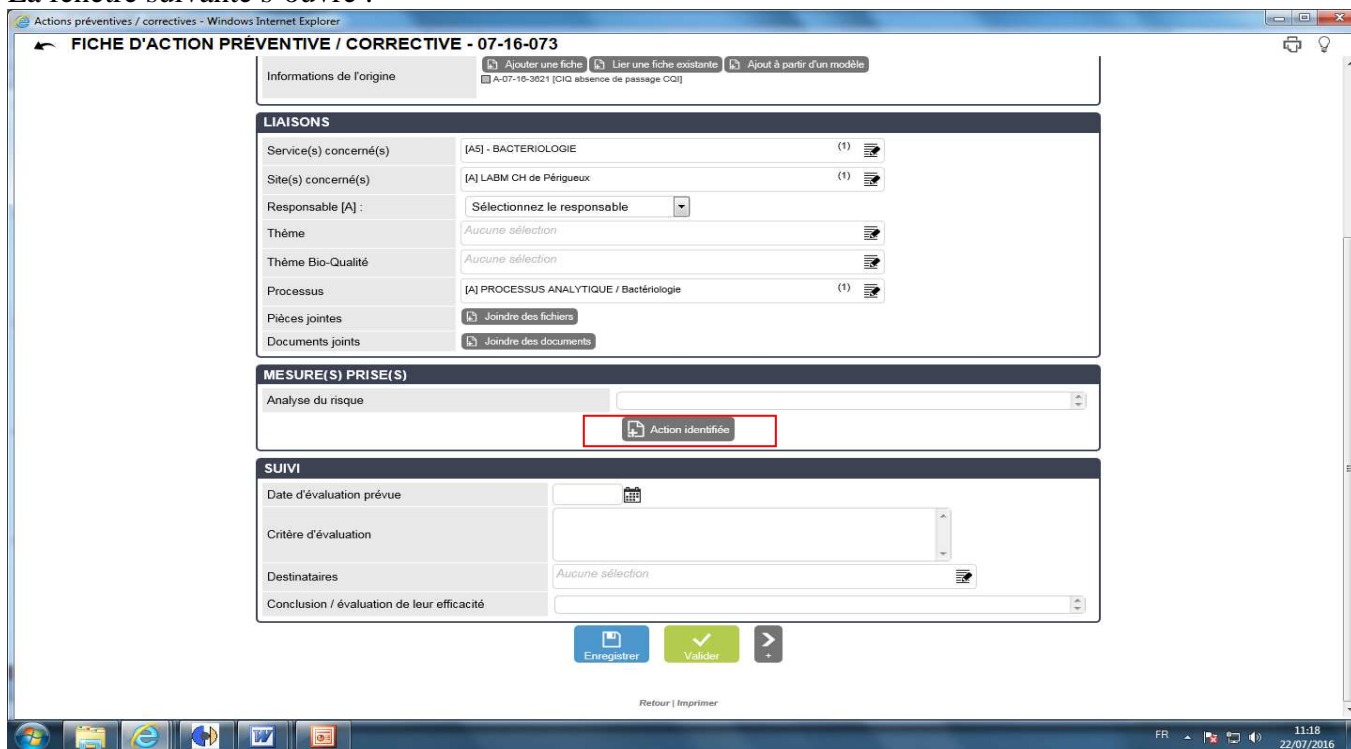 La fenêtre suivante s'ouvre :
Actions préventives / correctives - Windows Internet Explorer
FICHE D'ACTION PRÉVENTIVE / CORRECTIVE - 07-16-073
Ajouter une fiche Lier une fiche existante Ajout à partir d'un modèle
Informations de l'origine
A-07-16-3621 [CIQ absence de passage CQI]
LIAISONS
Service(s) concerné(s) [A5] - BACTERIOLOGIE (1)
Site(s) concerné(s) [A] LABM CH de Périgueux (1)
Responsable [A] : Sélectionnez le responsable
Thème Aucune sélection
Thème Bio-Qualité Aucune sélection
Processus [A] PROCESSUS ANALYTIQUE / Bactériologie (1)
Pièces jointes Joindre des fichiers
Documents joints Joindre des documents
MESURE(S) PRISE(S)
Analyse du risque
Action identifiée
SUIVI
Date d'évaluation prévue
Critère d'évaluation
Destinataires Aucune sélection
Conclusion / évaluation de leur efficacité
Enregistrer Valider +
Retour | Imprimer
FR 11:18
22/07/2016